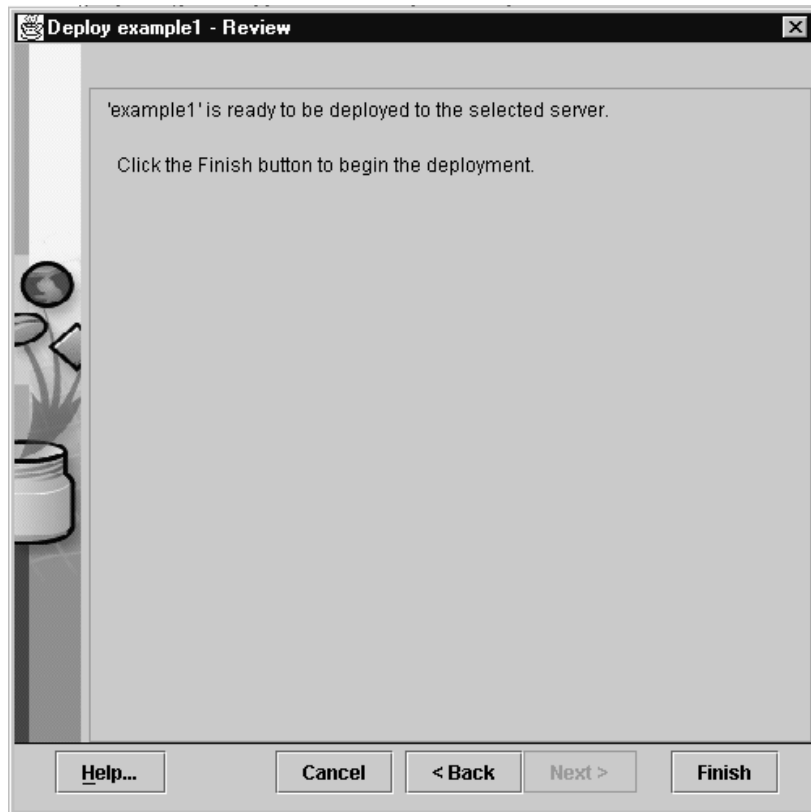 Deploy example1 - Review
'example1' is ready to be deployed to the selected server.
Click the Finish button to begin the deployment.
Help...
Cancel
< Back
Next >
Finish